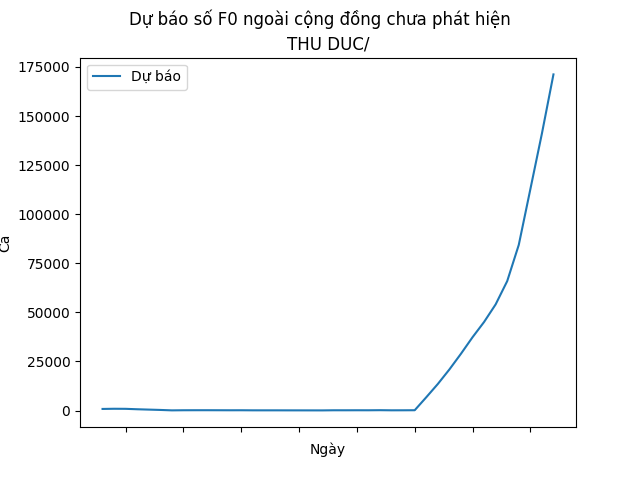 Dự báo số F0 ngoài cộng đồng chưa phát hiện
THU DUC/
Dự báo
175000
150000
125000
100000
75000
50000
25000
0
Ca
Ngày